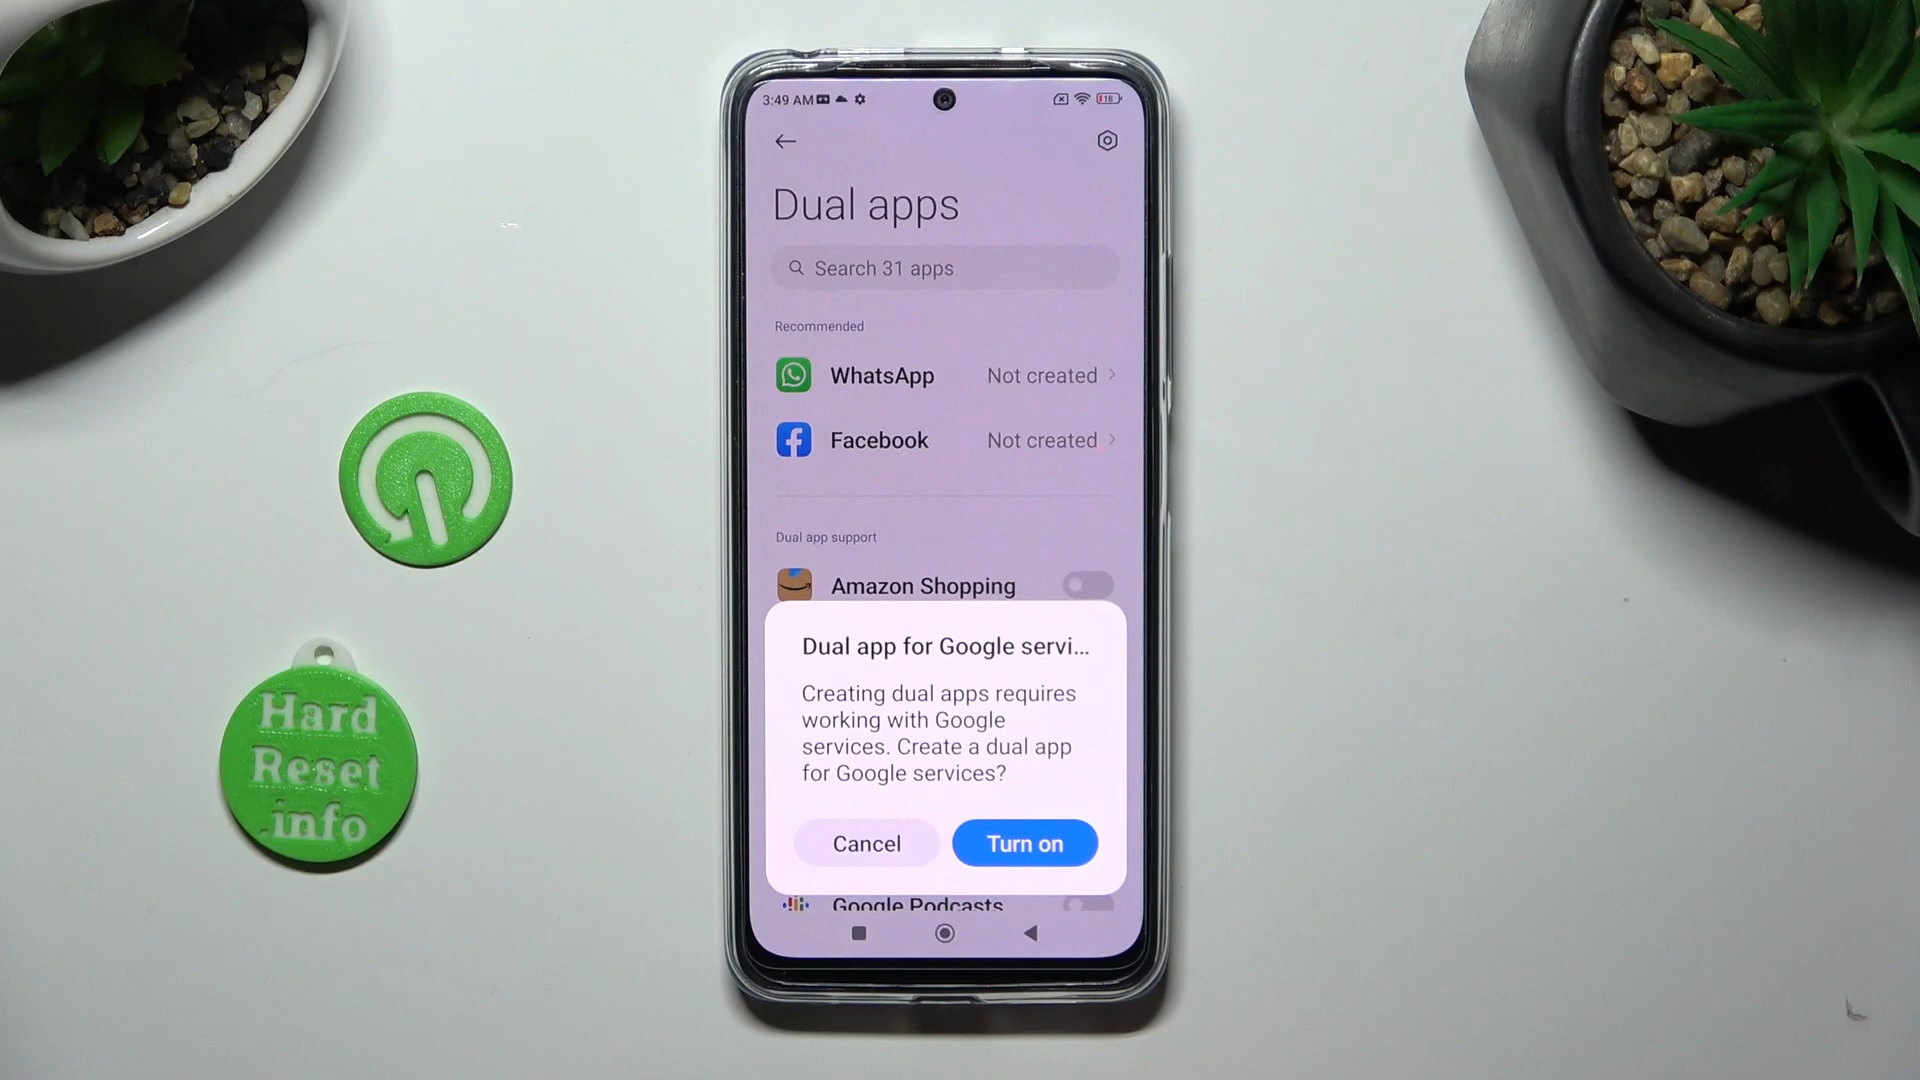 3:49 AM
18
Dual apps
Search 31 apps
Recommended
WhatsApp Not created
Facebook Not created
Dual app support
Amazon Shopping
Dual app for Google servi...
Creating dual apps requires
working with Google
services. Create a dual app
for Google services?
Cancel Turn on
Google Podcasts
Hard
Reset
.info